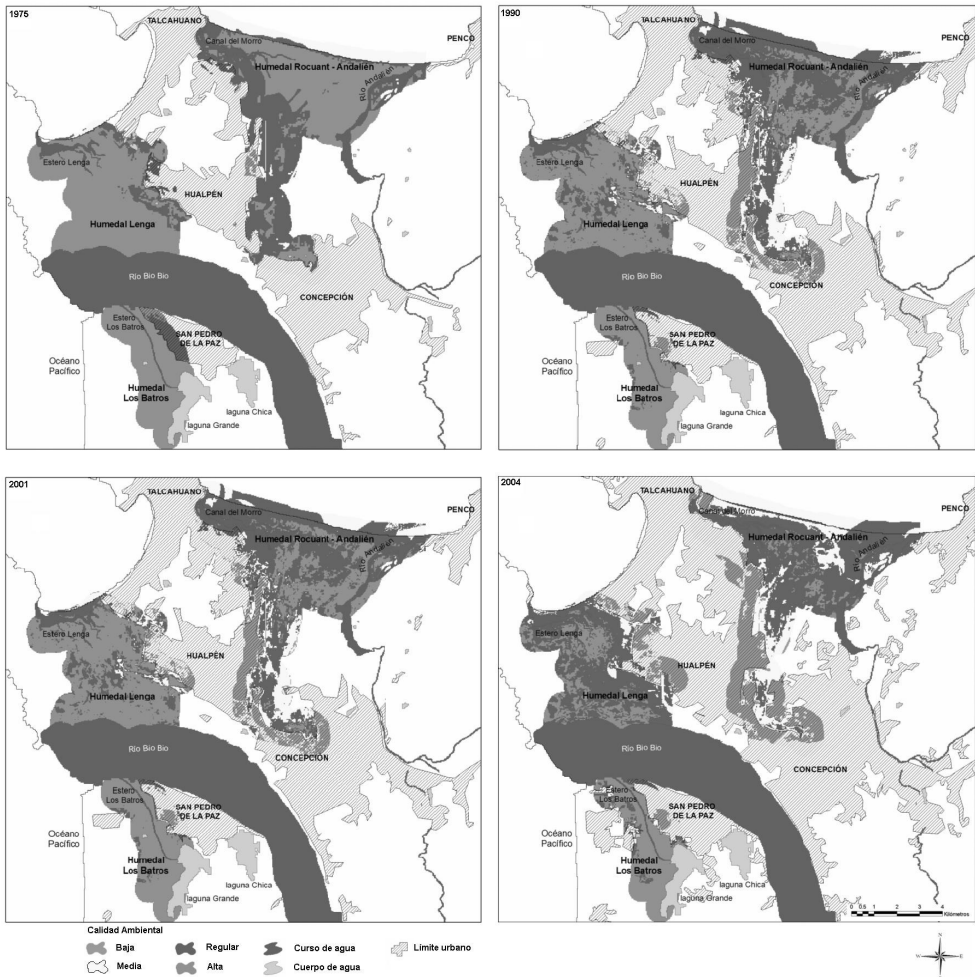 1975
TALCAHUANO
PENCO
Canal del Morro
Humedal Rocuant - Andalién
Río Andalién
Estero Lenga
HUALPÉN
Humedal Lenga
Río Bio Bio
CONCEPCIÓN
Estero
Los Batros
SAN PEDRO
DE LA PAZ
Océano
Pacífico
Humedal
Los Batros
laguna Chica
laguna Grande
1990
TALCAHUANO
PENCO
Canal del Morro
Humedal Rocuant - Andalién
Río Andalién
Estero Lenga
HUALPÉN
Humedal Lenga
Río Bio Bio
CONCEPCIÓN
Estero
Los Batros
SAN PEDRO
DE LA PAZ
Océano
Pacífico
Humedal
Los Batros
laguna Chica
laguna Grande
2001
TALCAHUANO
PENCO
Canal del Morro
Humedal Rocuant - Andalién
Río Andalién
Estero Lenga
HUALPÉN
Humedal Lenga
Río Bio Bio
CONCEPCIÓN
Estero
Los Batros
SAN PEDRO
DE LA PAZ
Océano
Pacífico
Humedal
Los Batros
laguna Chica
laguna Grande
2004
TALCAHUANO
PENCO
Canal del Morro
Humedal Rocuant - Andalién
Río Andalién
Estero Lenga
HUALPÉN
Humedal Lenga
Río Bio Bio
CONCEPCIÓN
Estero
Los Batros
SAN PEDRO
DE LA PAZ
Océano
Pacífico
Humedal
Los Batros
laguna Chica
laguna Grande
0 0,5 1 2 3 4
Kilómetros
Calidad Ambiental
Baja Regular Curso de agua Límite urbano
Media Alta Cuerpo de agua
N
W E
S